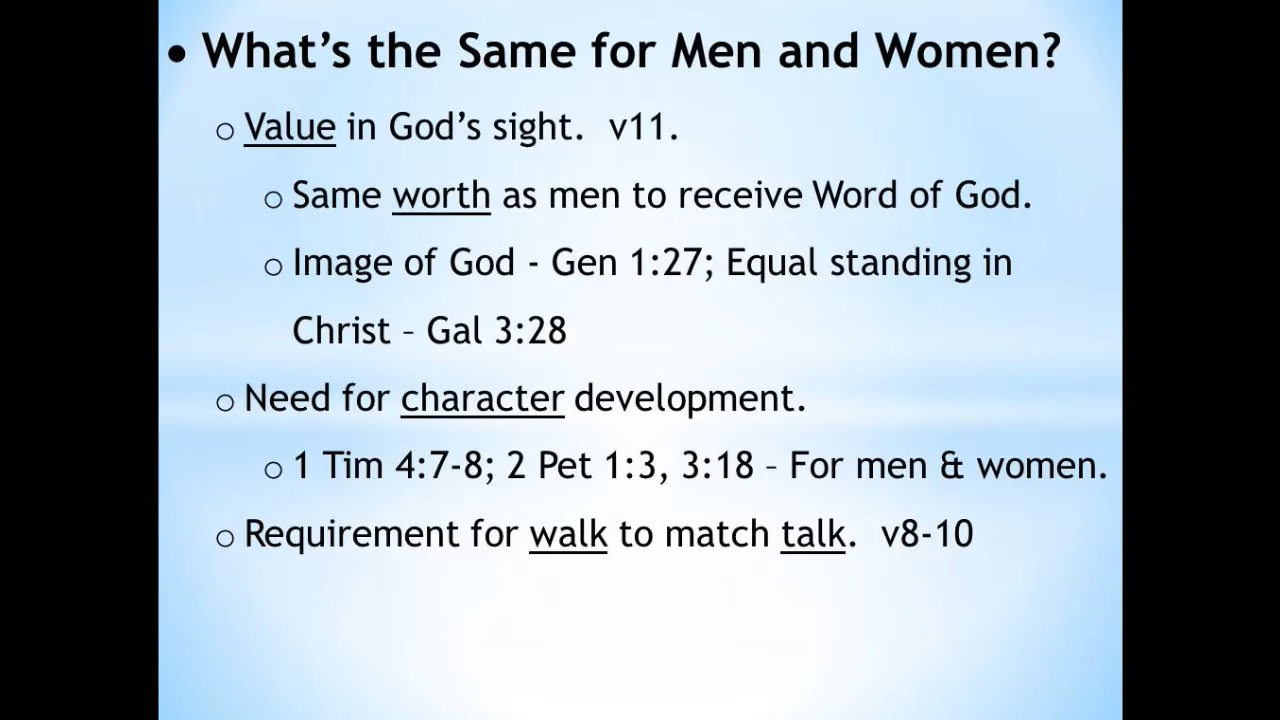 • What's the Same for Men and Women?
o Value in God's sight.  v11.
o Same worth as men to receive Word of God.
o Image of God - Gen 1:27; Equal standing in
Christ – Gal 3:28
o Need for character development.
o 1 Tim 4:7-8; 2 Pet 1:3, 3:18 – For men & women.
o Requirement for walk to match talk.  v8-10